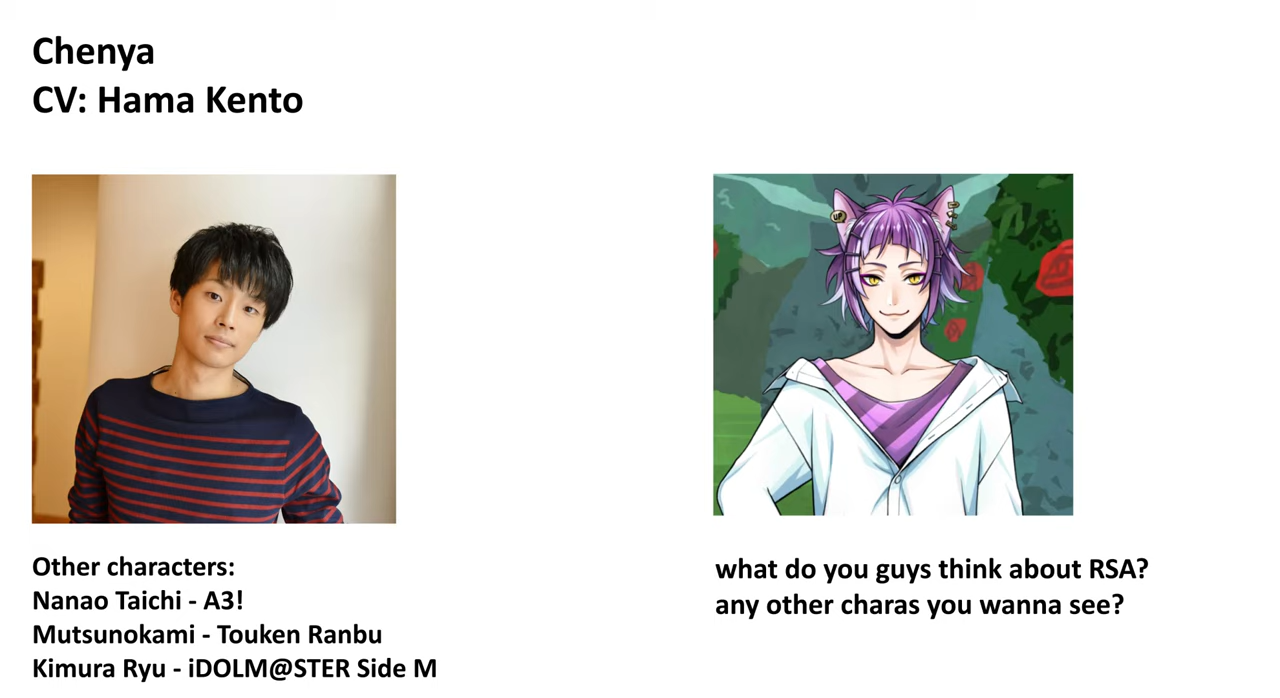 Chenya
CV: Hama Kento
UP
Other characters:
Nanao Taichi - A3!
Mutsunokami - Touken Ranbu
Kimura Ryu - iDOLM@STER Side M
what do you guys think about RSA?
any other charas you wanna see?